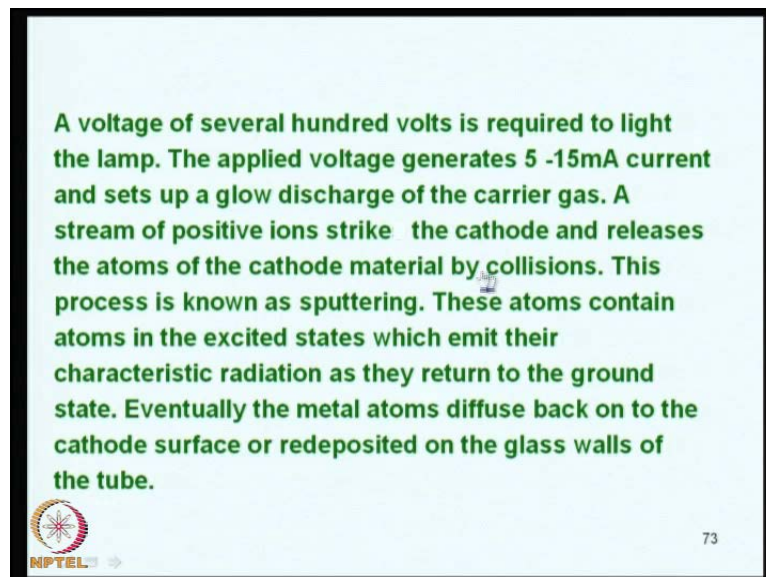 A voltage of several hundred volts is required to light
the lamp. The applied voltage generates 5 -15mA current
and sets up a glow discharge of the carrier gas. A
stream of positive ions strike the cathode and releases
the atoms of the cathode material by collisions. This
process is known as sputtering. These atoms contain
atoms in the excited states which emit their
characteristic radiation as they return to the ground
state. Eventually the metal atoms diffuse back on to the
cathode surface or redeposited on the glass walls of
the tube.
73
NPTEL